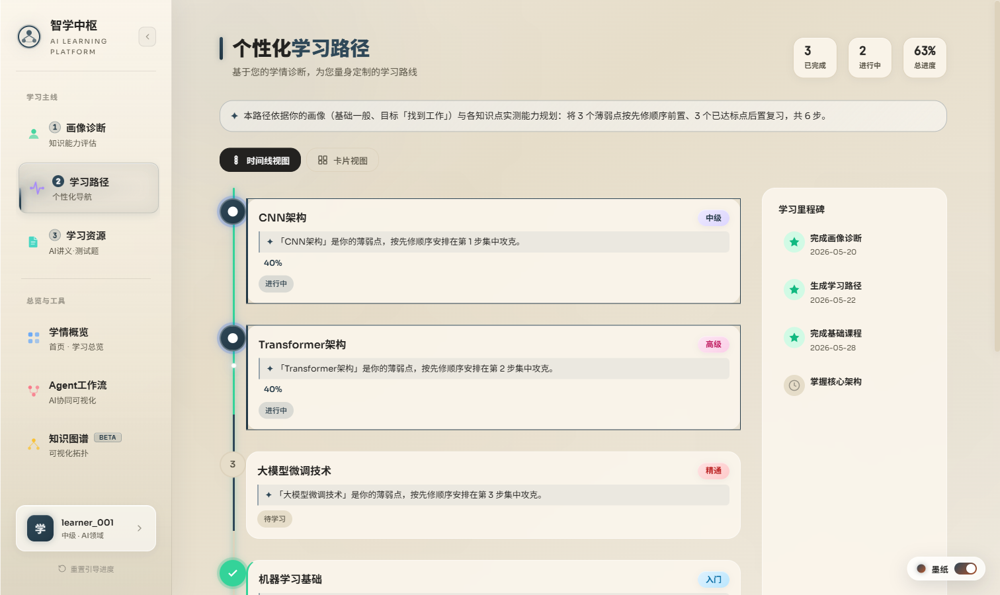 智学中枢
AI LEARNING
PLATFORM
学习主线
1 画像诊断
知识能力评估
2 学习路径
个性化导航
3 学习资源
AI讲义·测试题
总览与工具
学情概览
首页 · 学习总览
Agent工作流
AI协同可视化
知识图谱 BETA
可视化拓扑
学
learner_001
中级 · AI领域
重置引导进度
个性化学习路径
基于您的学情诊断，为您量身定制的学习路线
3
已完成
2
进行中
63%
总进度
✦ 本路径依据你的画像（基础一般、目标「找到工作」）与各知识点实测能力规划：将 3 个薄弱点按先修顺序前置、3 个已达标点后置复习，共 6 步。
时间线视图
卡片视图
CNN架构
中级
✦ 「CNN架构」是你的薄弱点，按先修顺序安排在第 1 步集中攻克。
40%
进行中
Transformer架构
高级
✦ 「Transformer架构」是你的薄弱点，按先修顺序安排在第 2 步集中攻克。
40%
进行中
3
大模型微调技术
精通
✦ 「大模型微调技术」是你的薄弱点，按先修顺序安排在第 3 步集中攻克。
待学习
机器学习基础
入门
学习里程碑
完成画像诊断
2026-05-20
生成学习路径
2026-05-22
完成基础课程
2026-05-28
掌握核心架构
墨纸